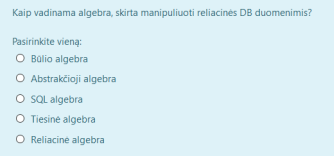 Kaip vadinama algebra, skirta manipuliuoti reliacinės DB duomenimis?
Pasirinkite vieną:
Būlio algebra
Abstrakčioji algebra
SQL algebra
Tiesinė algebra
Reliacinė algebra